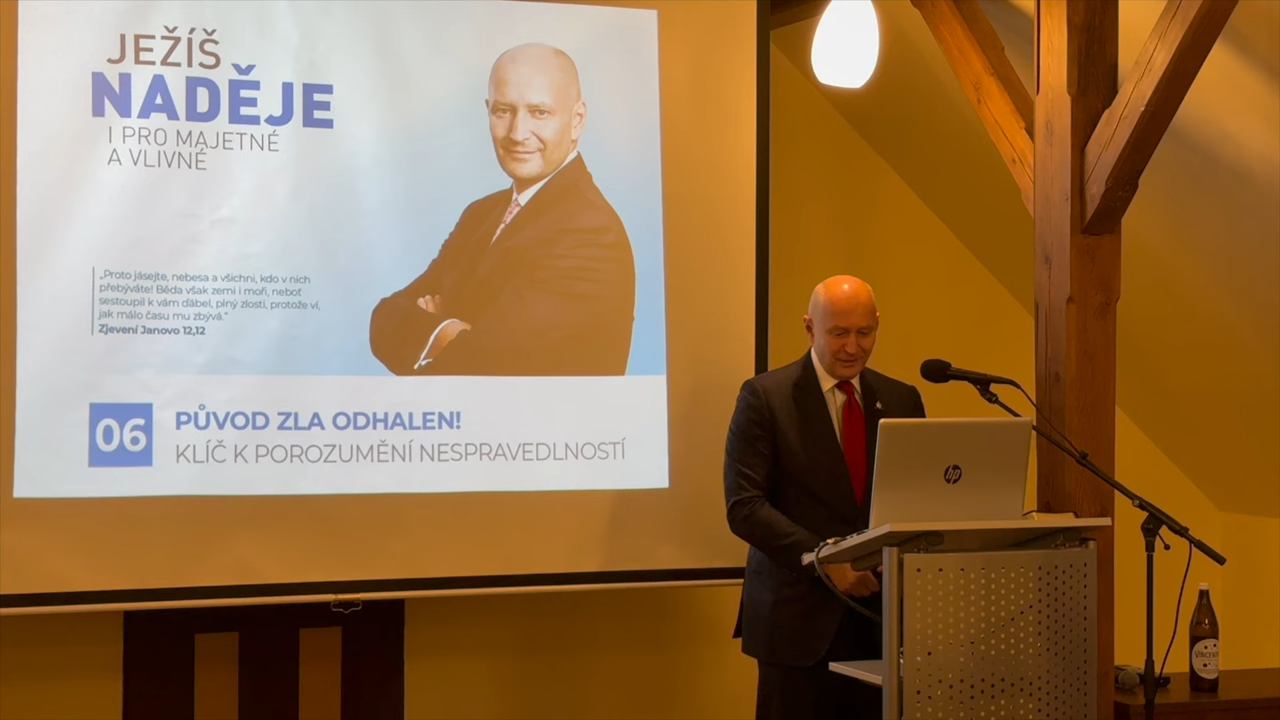 JEŽÍŠ
NADĚJE
I PRO MAJETNÉ
A VLIVNÉ
„Proto jásejte, nebesa a všichni, kdo v nich
přebýváte! Běda však zemi i moři, neboť
sestoupil k vám ďábel, plný zlosti, protože ví,
jak málo času mu zbývá.“
Zjevení Janovo 12,12
06
PŮVOD ZLA ODHALEN!
KLÍČ K POROZUMĚNÍ NESPRAVEDLNOSTÍ
hp
VINCENTKA